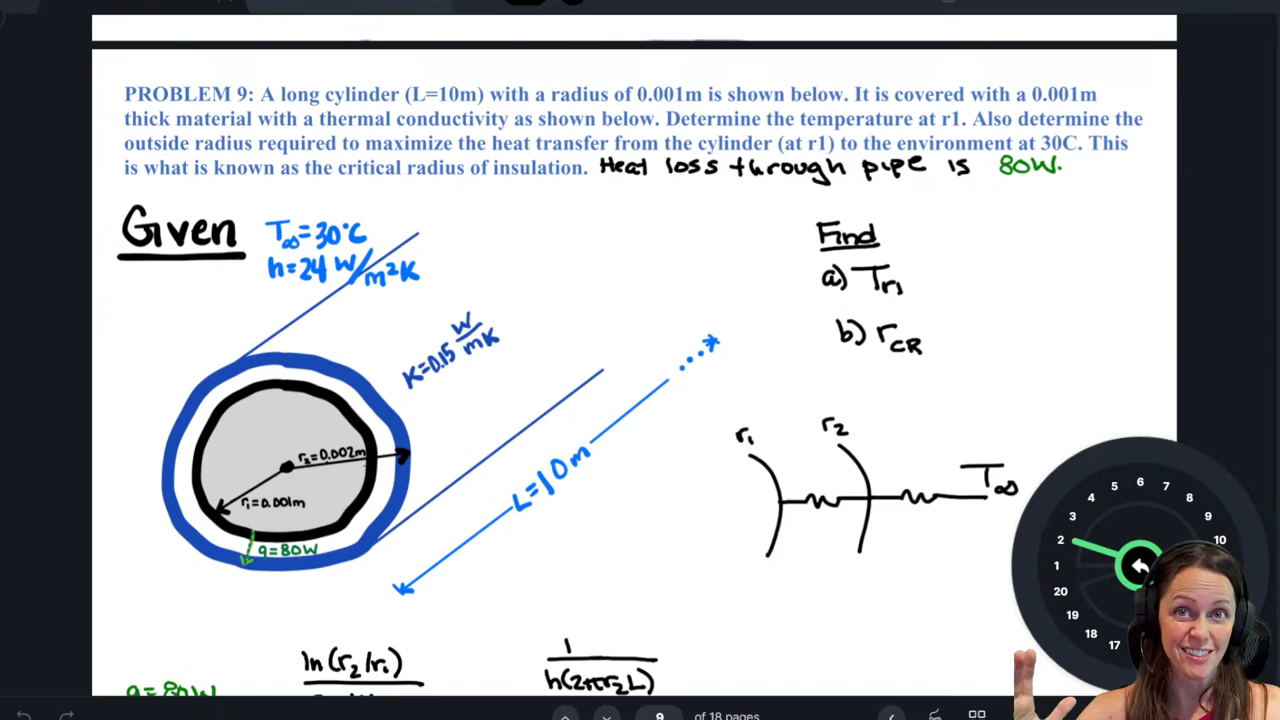 PROBLEM 9: A long cylinder (L=10m) with a radius of 0.001m is shown below. It is covered with a 0.001m
thick material with a thermal conductivity as shown below. Determine the temperature at r1. Also determine the
outside radius required to maximize the heat transfer from the cylinder (at r1) to the environment at 30C. This
is what is known as the critical radius of insulation. Heat loss through pipe is 80W.
Given
T∞=30°C
h=24 W/m²K
Find
a) Tr₁
b) rCR
K=0.15 W/mK
L=10m
r₂=0.002m
r₁=0.001m
q=80W
r₁
r₂
T∞
4
5
6
7
8
9
10
3
2
1
20
19
18
17
ln(r₂/r₁)
1
h(2πr₂L)
q=80W
9 of 18 pages